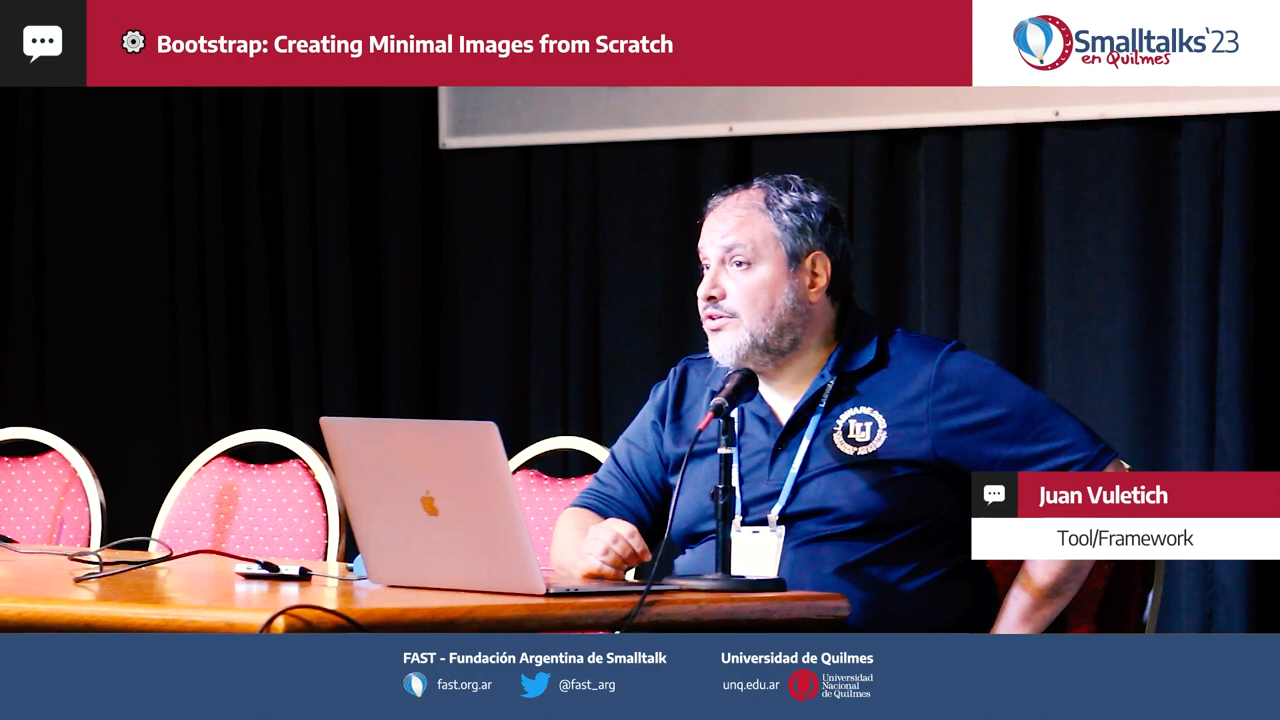 Bootstrap: Creating Minimal Images from Scratch
Smalltalks'23
en Quilmes
LJ
Juan Vuletich
Tool/Framework
FAST - Fundación Argentina de Smalltalk
fast.org.ar
@fast_arg
Universidad de Quilmes
unq.edu.ar
Universidad
Nacional
de Quilmes